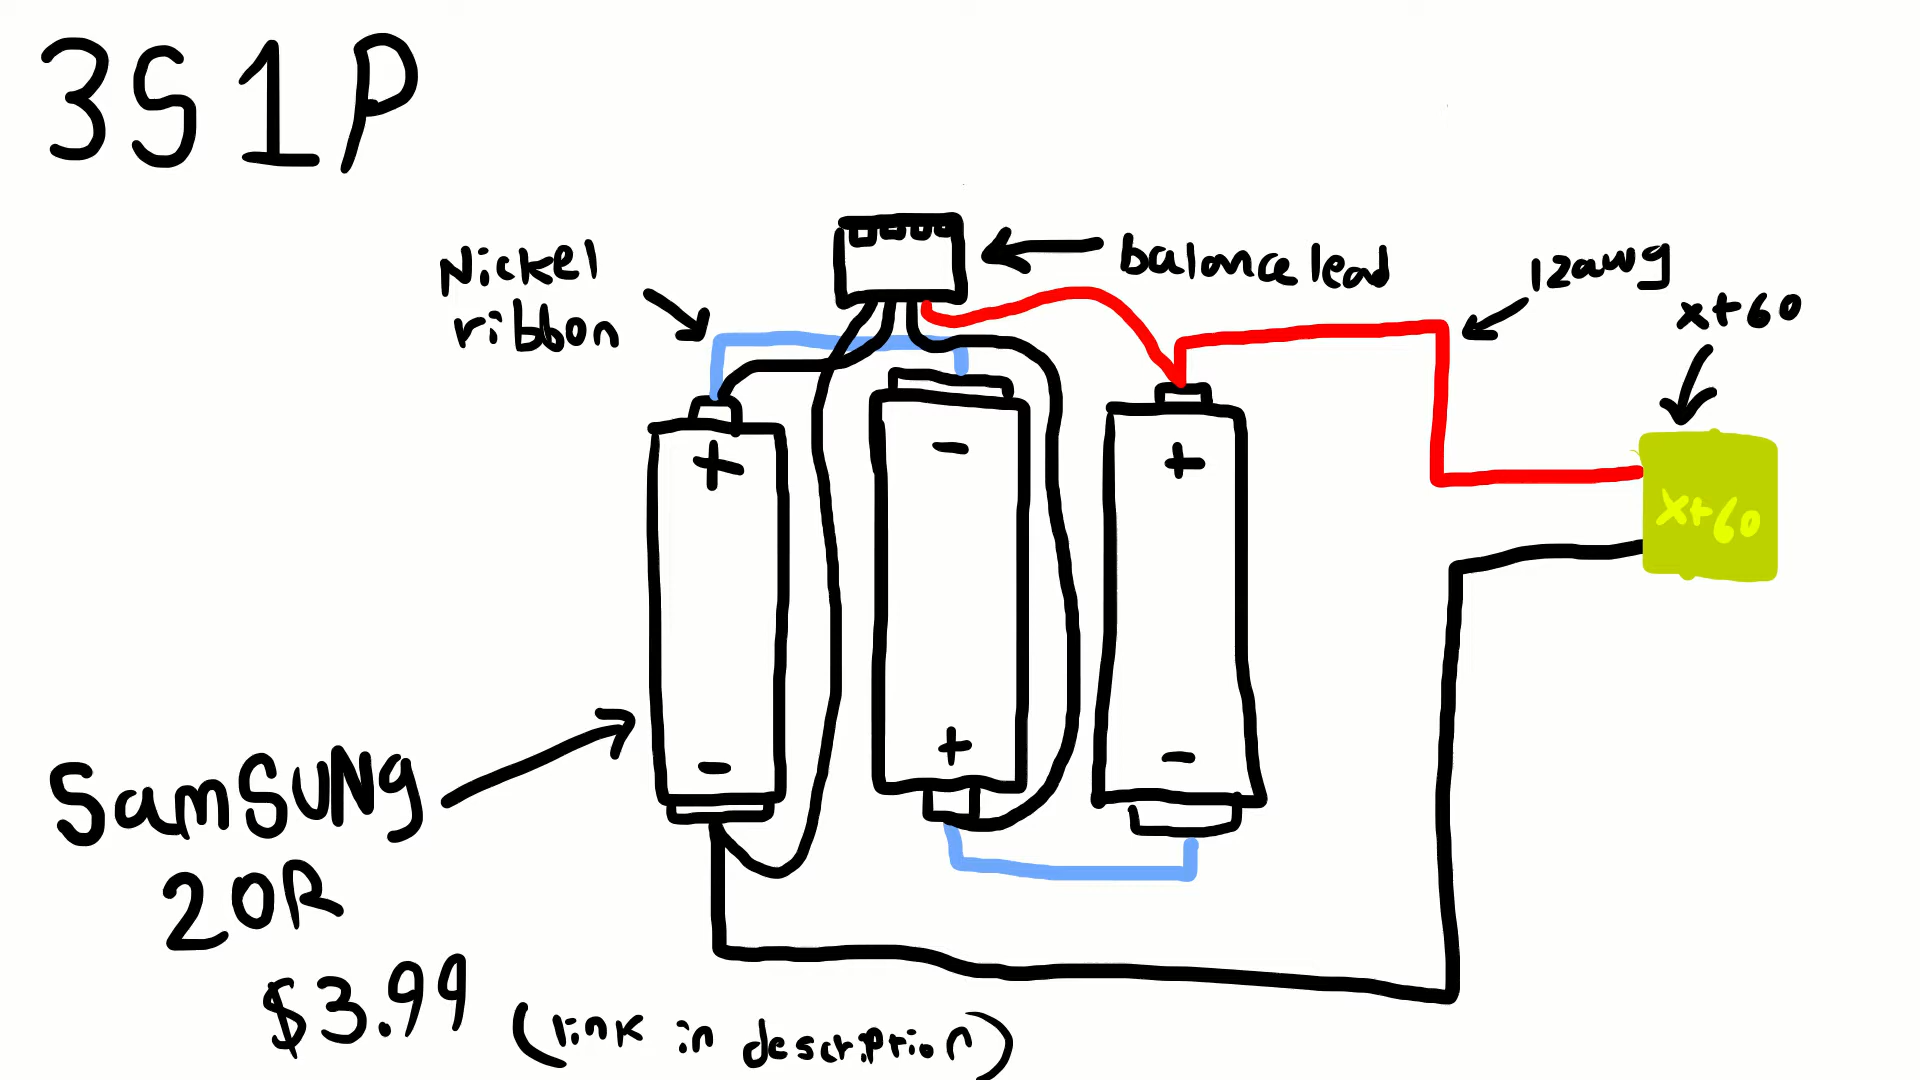 3S1P
Nickel
ribbon
balance lead
12awg
xt60
+
-
+
xt60
+
-
-
SamSUNg
20R
$3.99 (link in description)